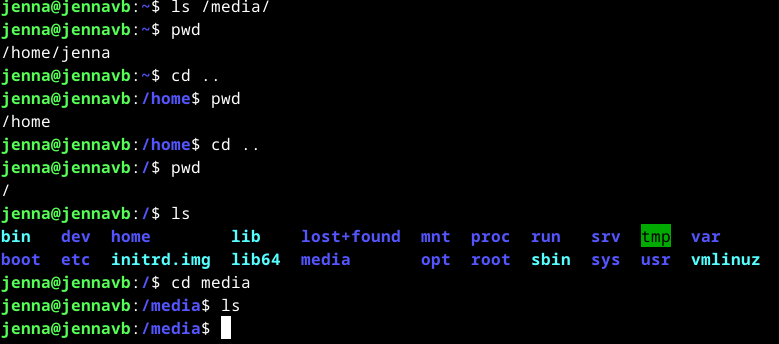 jenna@jennavb:~$ ls /media/
jenna@jennavb:~$ pwd
/home/jenna
jenna@jennavb:~$ cd ..
jenna@jennavb:/home$ pwd
/home
jenna@jennavb:/home$ cd ..
jenna@jennavb:/$ pwd
/
jenna@jennavb:/$ ls
bin   dev  home        lib    lost+found  mnt  proc  run   srv  tmp  var
boot  etc  initrd.img  lib64  media       opt  root  sbin  sys  usr  vmlinuz
jenna@jennavb:/$ cd media
jenna@jennavb:/media$ ls
jenna@jennavb:/media$